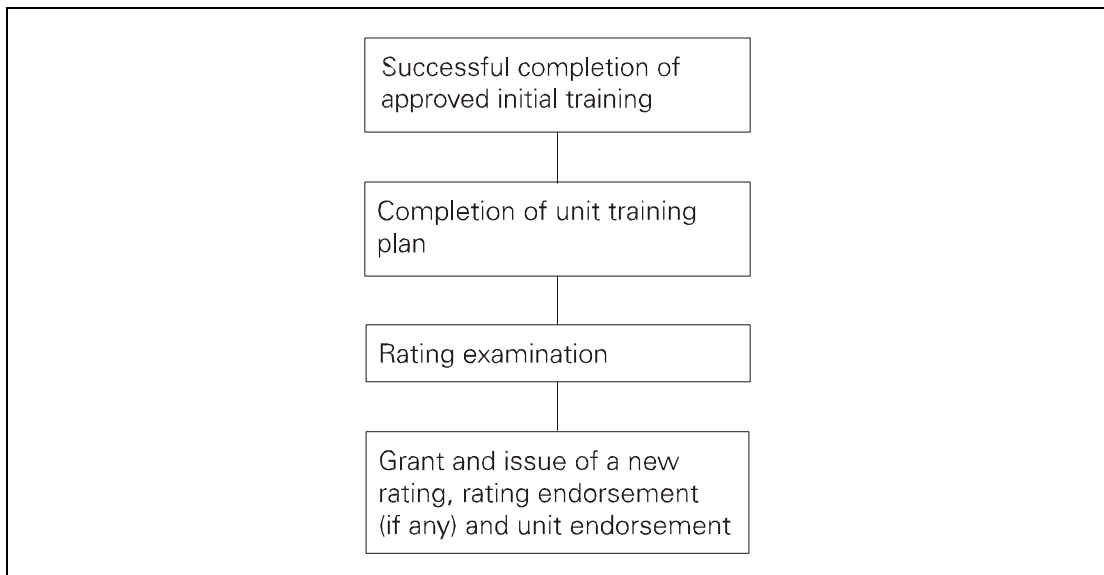 Successful completion of
approved initial training
Completion of unit training
plan
Rating examination
Grant and issue of a new
rating, rating endorsement
(if any) and unit endorsement